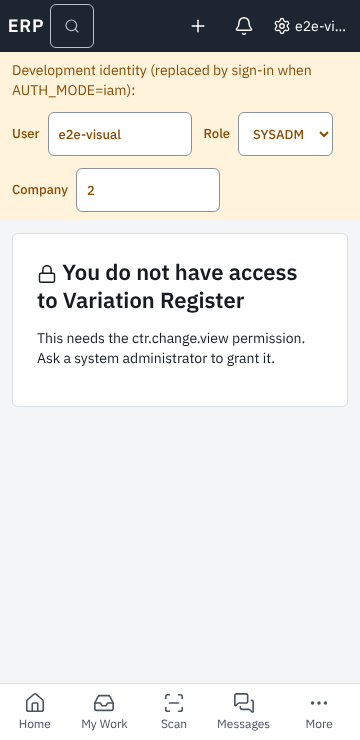 ERP
e2e-vi...
Development identity (replaced by sign-in when
AUTH_MODE=iam):
User e2e-visual Role SYSADM
Company 2
You do not have access
to Variation Register
This needs the ctr.change.view permission.
Ask a system administrator to grant it.
Home My Work Scan Messages More